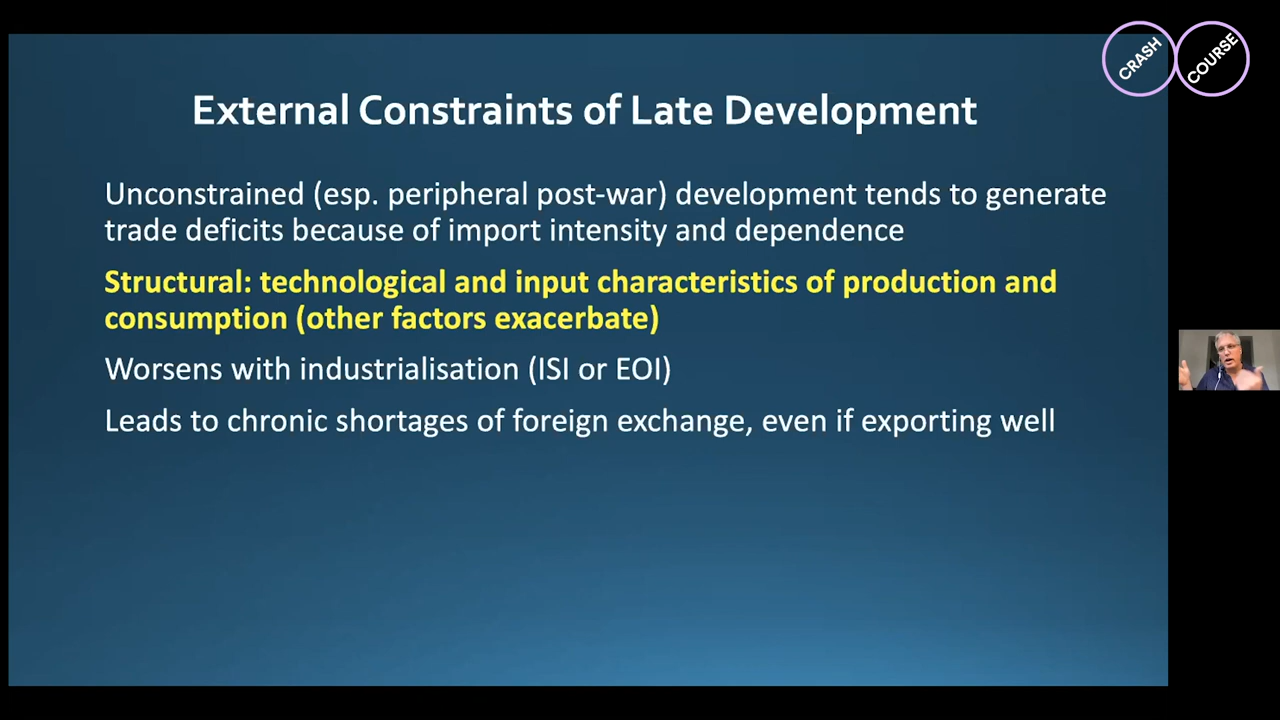 CRASH COURSE
External Constraints of Late Development
Unconstrained (esp. peripheral post-war) development tends to generate
trade deficits because of import intensity and dependence
Structural: technological and input characteristics of production and
consumption (other factors exacerbate)
Worsens with industrialisation (ISI or EOI)
Leads to chronic shortages of foreign exchange, even if exporting well